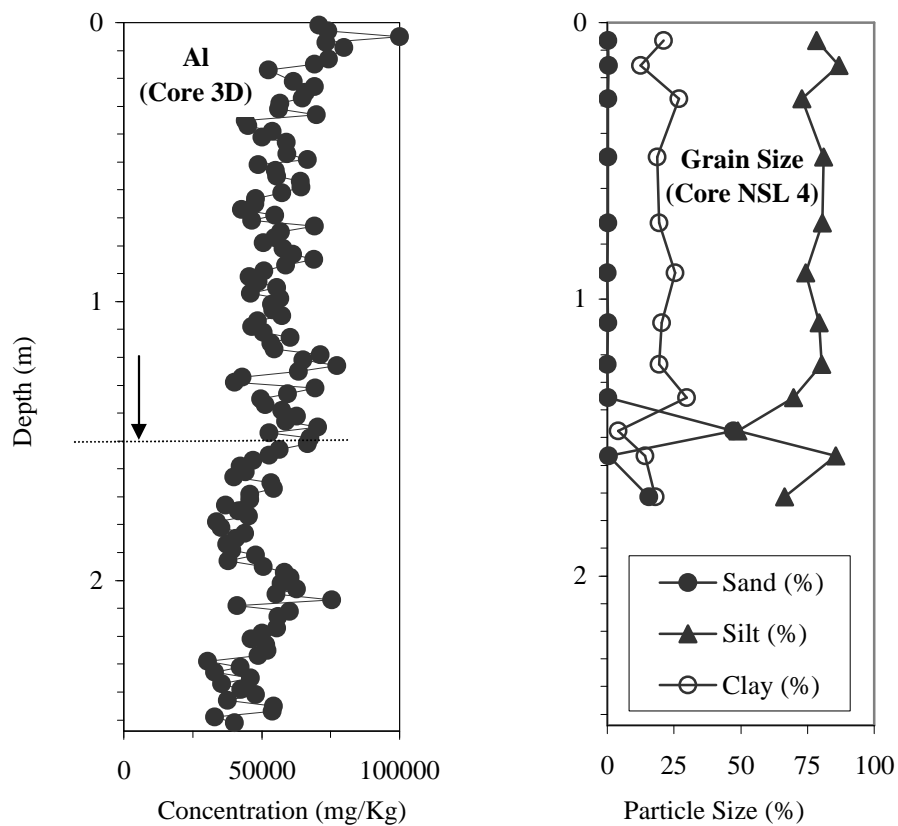 0
1
2
Depth (m)
Al
(Core 3D)
0
50000
100000
Concentration (mg/Kg)
0
1
2
Grain Size
(Core NSL 4)
Sand (%)
Silt (%)
Clay (%)
0
25
50
75
100
Particle Size (%)